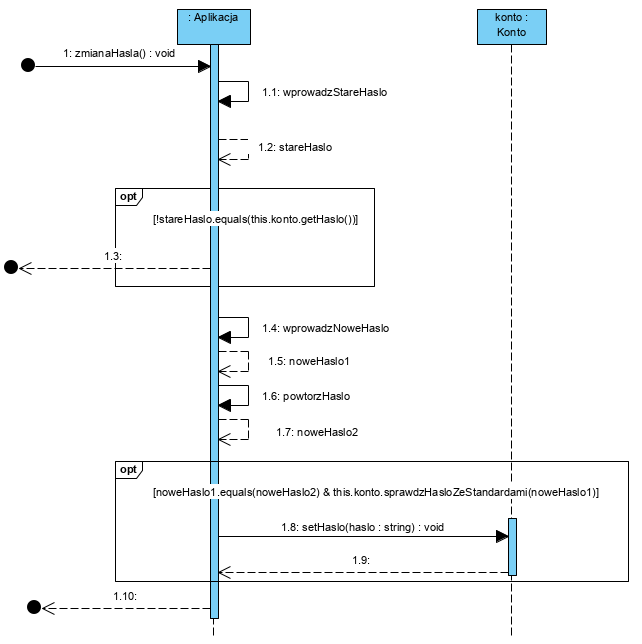 : Aplikacja
konto :
Konto
1: zmianaHasla() : void
1.1: wprowadzStareHaslo
1.2: stareHaslo
opt
[!stareHaslo.equals(this.konto.getHaslo())]
1.3:
1.4: wprowadzNoweHaslo
1.5: noweHaslo1
1.6: powtorzHaslo
1.7: noweHaslo2
opt
[noweHaslo1.equals(noweHaslo2) & this.konto.sprawdzHasloZeStandardami(noweHaslo1)]
1.8: setHaslo(haslo : string) : void
1.9:
1.10: